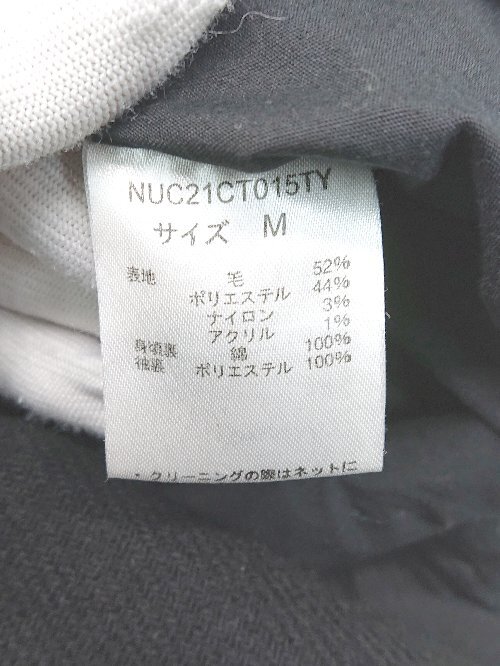 NUC21CT015TY
サイズ M
表地 毛 52%
ポリエステル 44%
ナイロン 3%
アクリル 1%
身頃裏 綿 100%
袖裏 ポリエステル 100%
・クリーニングの際はネットに